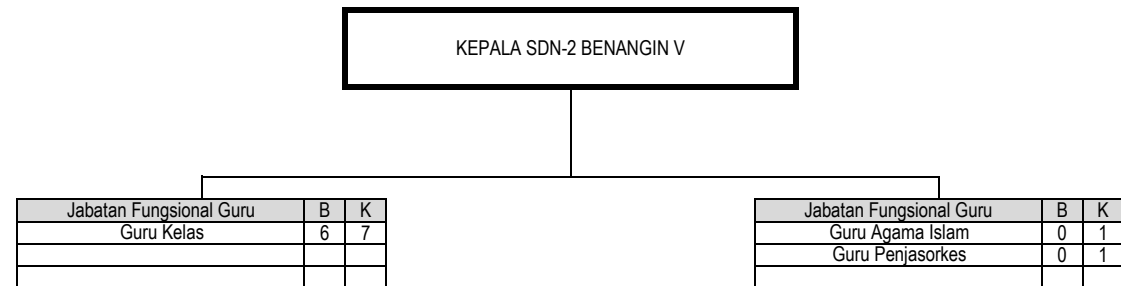 KEPALA SDN-2 BENANGIN V
Jabatan Fungsional Guru B K
Guru Kelas 6 7
Jabatan Fungsional Guru B K
Guru Agama Islam 0 1
Guru Penjasorkes 0 1